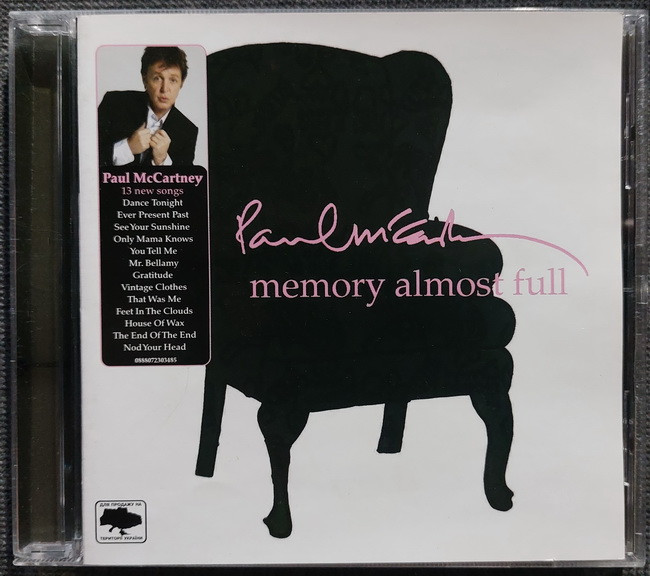 Paul McCartney
13 new songs
Dance Tonight
Ever Present Past
See Your Sunshine
Only Mama Knows
You Tell Me
Mr. Bellamy
Gratitude
Vintage Clothes
That Was Me
Feet In The Clouds
House Of Wax
The End Of The End
Nod Your Head
0888072303485
Paul McCartney
memory almost full
ДЛЯ ПРОДАЖУ НА
ТЕРИТОРІЇ УКРАЇНИ